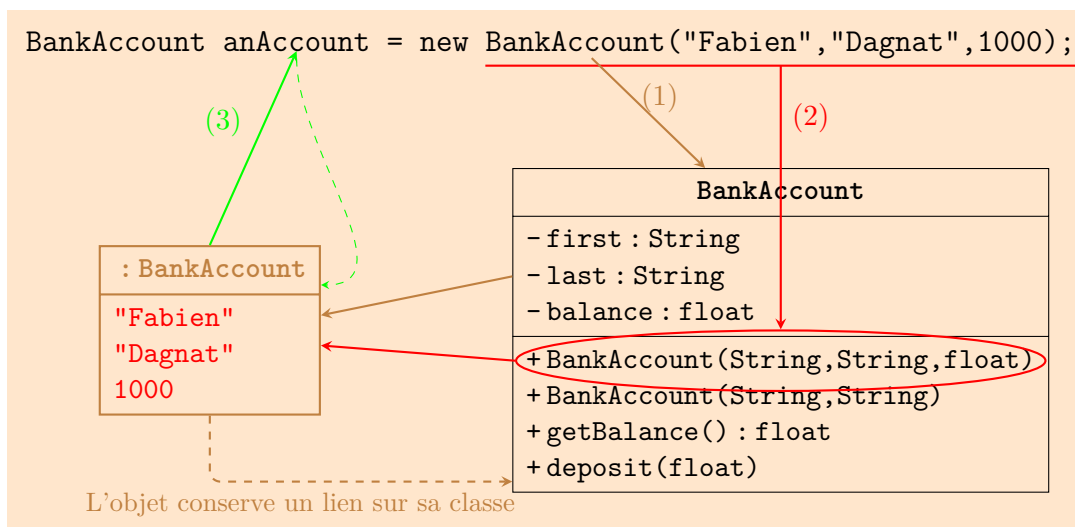 BankAccount anAccount = new BankAccount("Fabien","Dagnat",1000);
(1)
(2)
(3)
BankAccount
- first : String
- last : String
- balance : float
+ BankAccount(String,String,float)
+ BankAccount(String,String)
+ getBalance() : float
+ deposit(float)
: BankAccount
"Fabien"
"Dagnat"
1000
L'objet conserve un lien sur sa classe